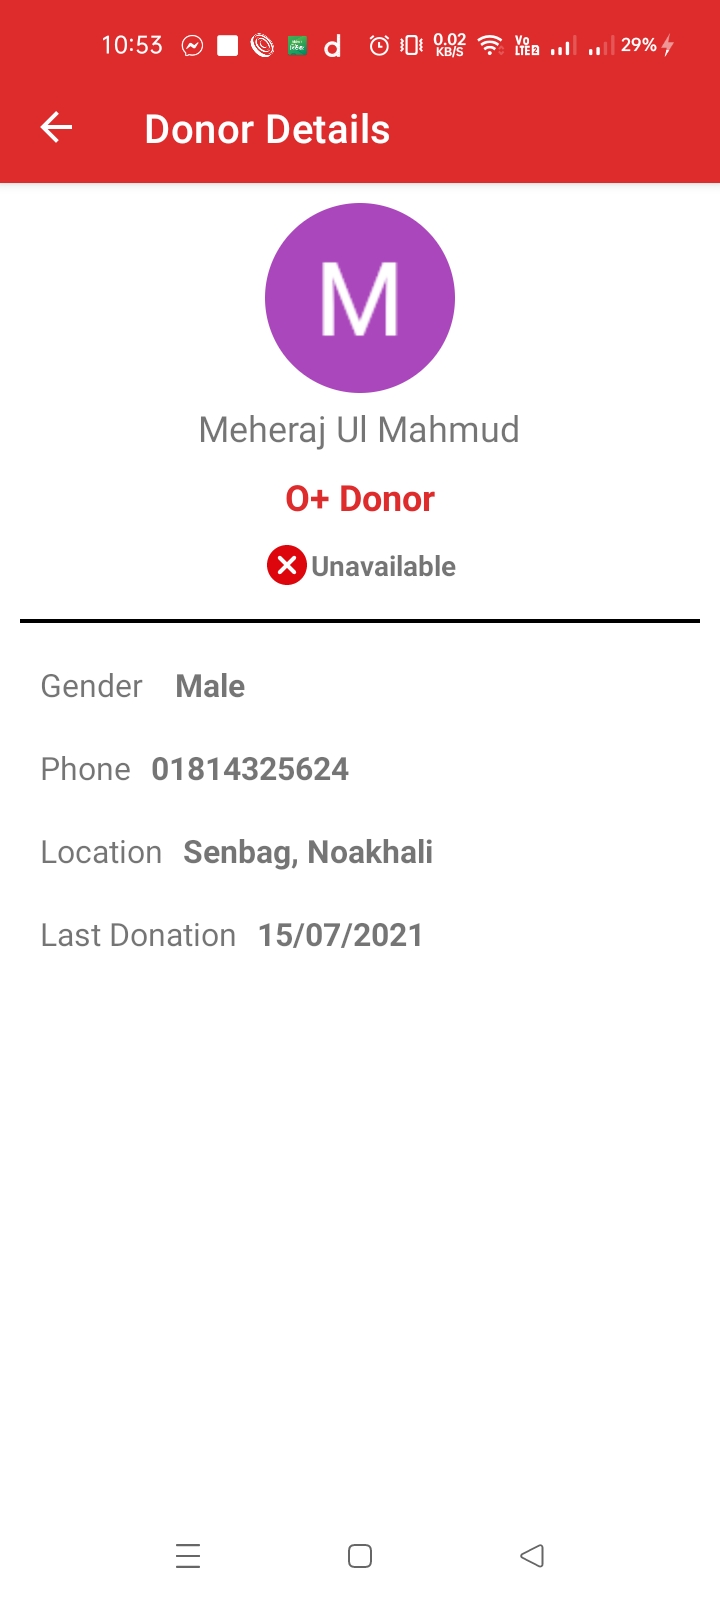 10:53 d 0.02 KB/S Vo LTE2 29%
Donor Details
M
Meheraj Ul Mahmud
O+ Donor
Unavailable
Gender Male
Phone 01814325624
Location Senbag, Noakhali
Last Donation 15/07/2021